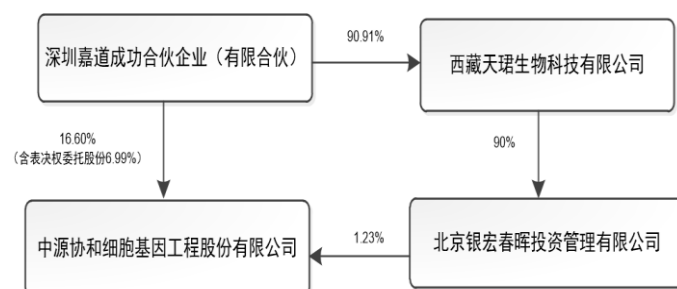 深圳嘉道成功合伙企业（有限合伙）
90.91%
西藏天珺生物科技有限公司
16.60%
（含表决权委托股份6.99%）
90%
中源协和细胞基因工程股份有限公司
1.23%
北京银宏春晖投资管理有限公司